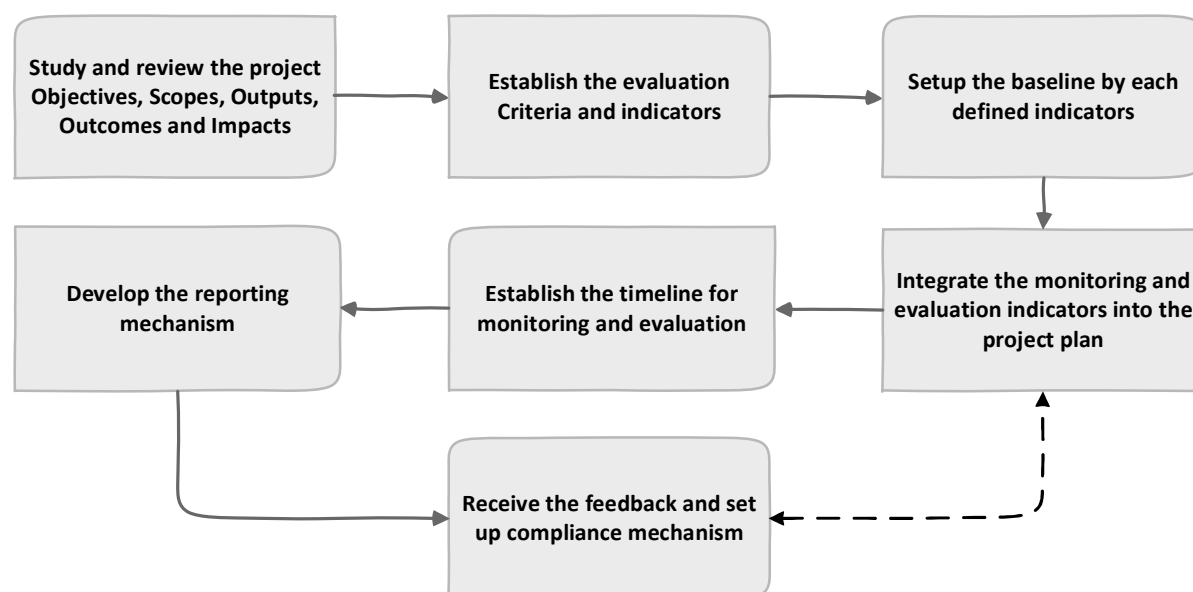 Study and review the project
Objectives, Scopes, Outputs,
Outcomes and Impacts
Establish the evaluation
Criteria and indicators
Setup the baseline by each
defined indicators
Integrate the monitoring and
evaluation indicators into the
project plan
Establish the timeline for
monitoring and evaluation
Develop the reporting
mechanism
Receive the feedback and set
up compliance mechanism